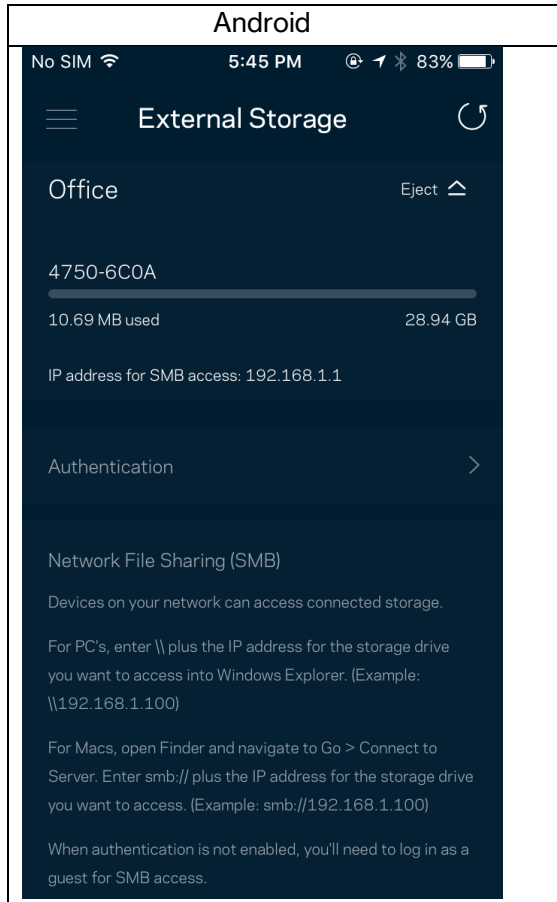 Android
No SIM 5:45 PM 83%
External Storage
Office Eject
4750-6C0A
10.69 MB used 28.94 GB
IP address for SMB access: 192.168.1.1
Authentication
Network File Sharing (SMB)
Devices on your network can access connected storage.
For PC's, enter \\ plus the IP address for the storage drive
you want to access into Windows Explorer. (Example:
\\192.168.1.100)
For Macs, open Finder and navigate to Go > Connect to
Server. Enter smb:// plus the IP address for the storage drive
you want to access. (Example: smb://192.168.1.100)
When authentication is not enabled, you'll need to log in as a
guest for SMB access.